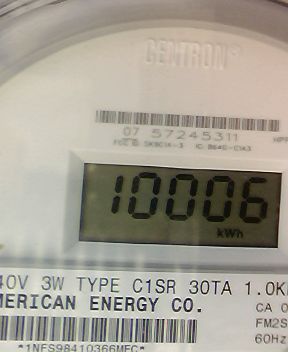 CENTRON®
07 57245311
10006
kWh
40V 3W TYPE C1SR 30TA 1.0K
MERICAN ENERGY CO.
CA 0
FM2S
60Hz
*1NFS98410366MFC*